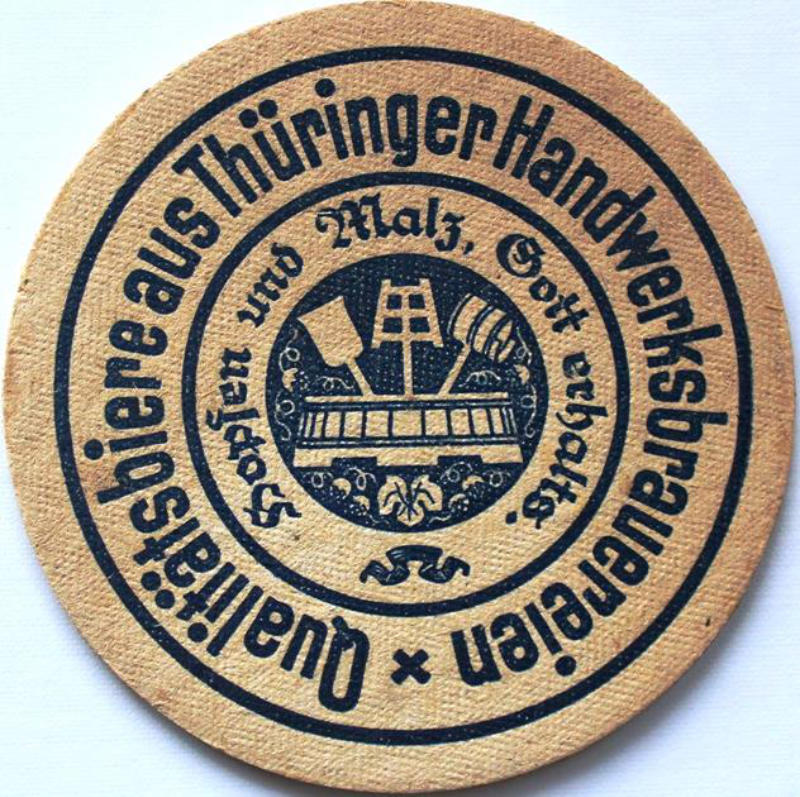 Qualitätsbiere aus Thüringer Handwerksbrauereien ×
Hopfen und Malz, Gott erhalts.